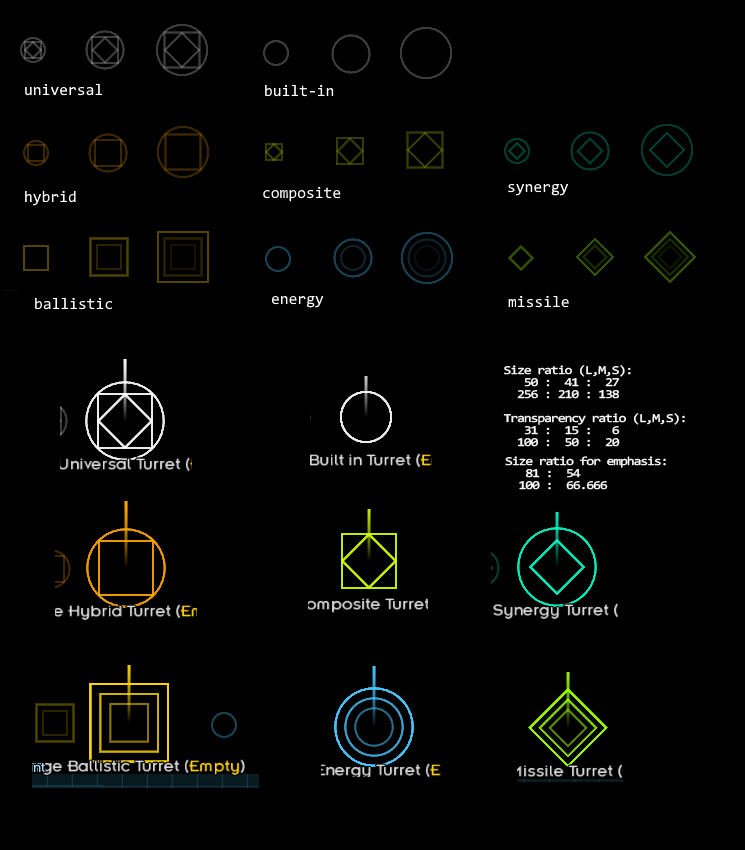 universal
built-in
hybrid
composite
synergy
ballistic
energy
missile
Size ratio (L,M,S):
50 : 41 : 27
256 : 210 : 138
Transparency ratio (L,M,S):
31 : 15 : 6
100 : 50 : 20
Size ratio for emphasis:
81 : 54
100 : 66.666
Universal Turret (
Built in Turret (E
e Hybrid Turret (En
omposite Turret
Synergy Turret (
ge Ballistic Turret (Empty)
Energy Turret (E
issile Turret (